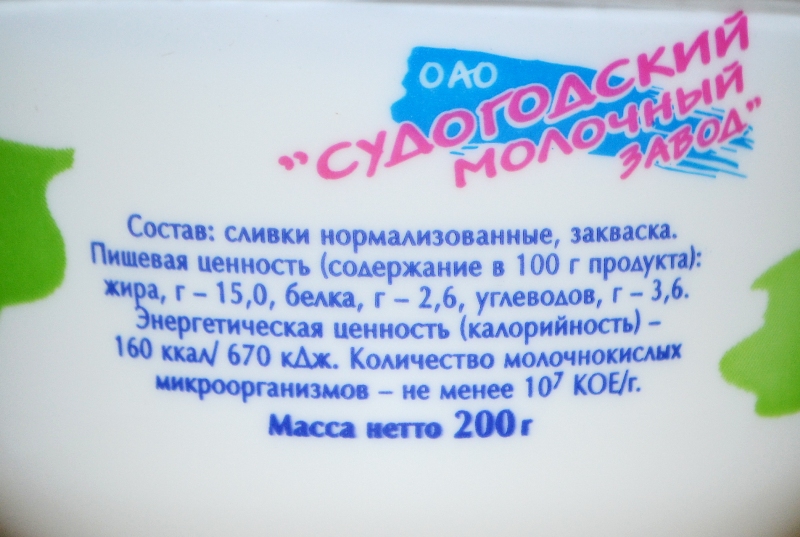 ОАО
"СУДОГОДСКИЙ
МОЛОЧНЫЙ
ЗАВОД"
Состав: сливки нормализованные, закваска.
Пищевая ценность (содержание в 100 г продукта):
жира, г – 15,0, белка, г – 2,6, углеводов, г – 3,6.
Энергетическая ценность (калорийность) –
160 ккал/ 670 кДж. Количество молочнокислых
микроорганизмов – не менее 10⁷ КОЕ/г.
Масса нетто 200 г